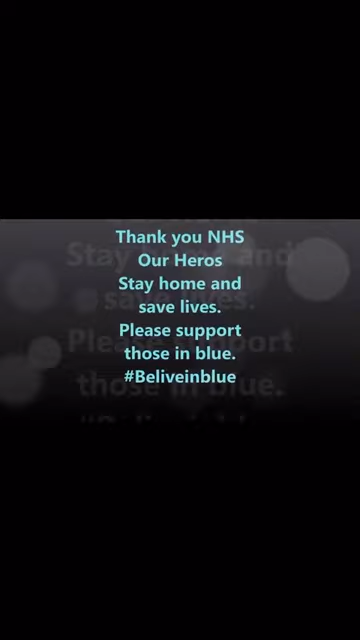 Thank you NHS
Our Heros
Stay home and
save lives.
Please support
those in blue.
#Beliveinblue